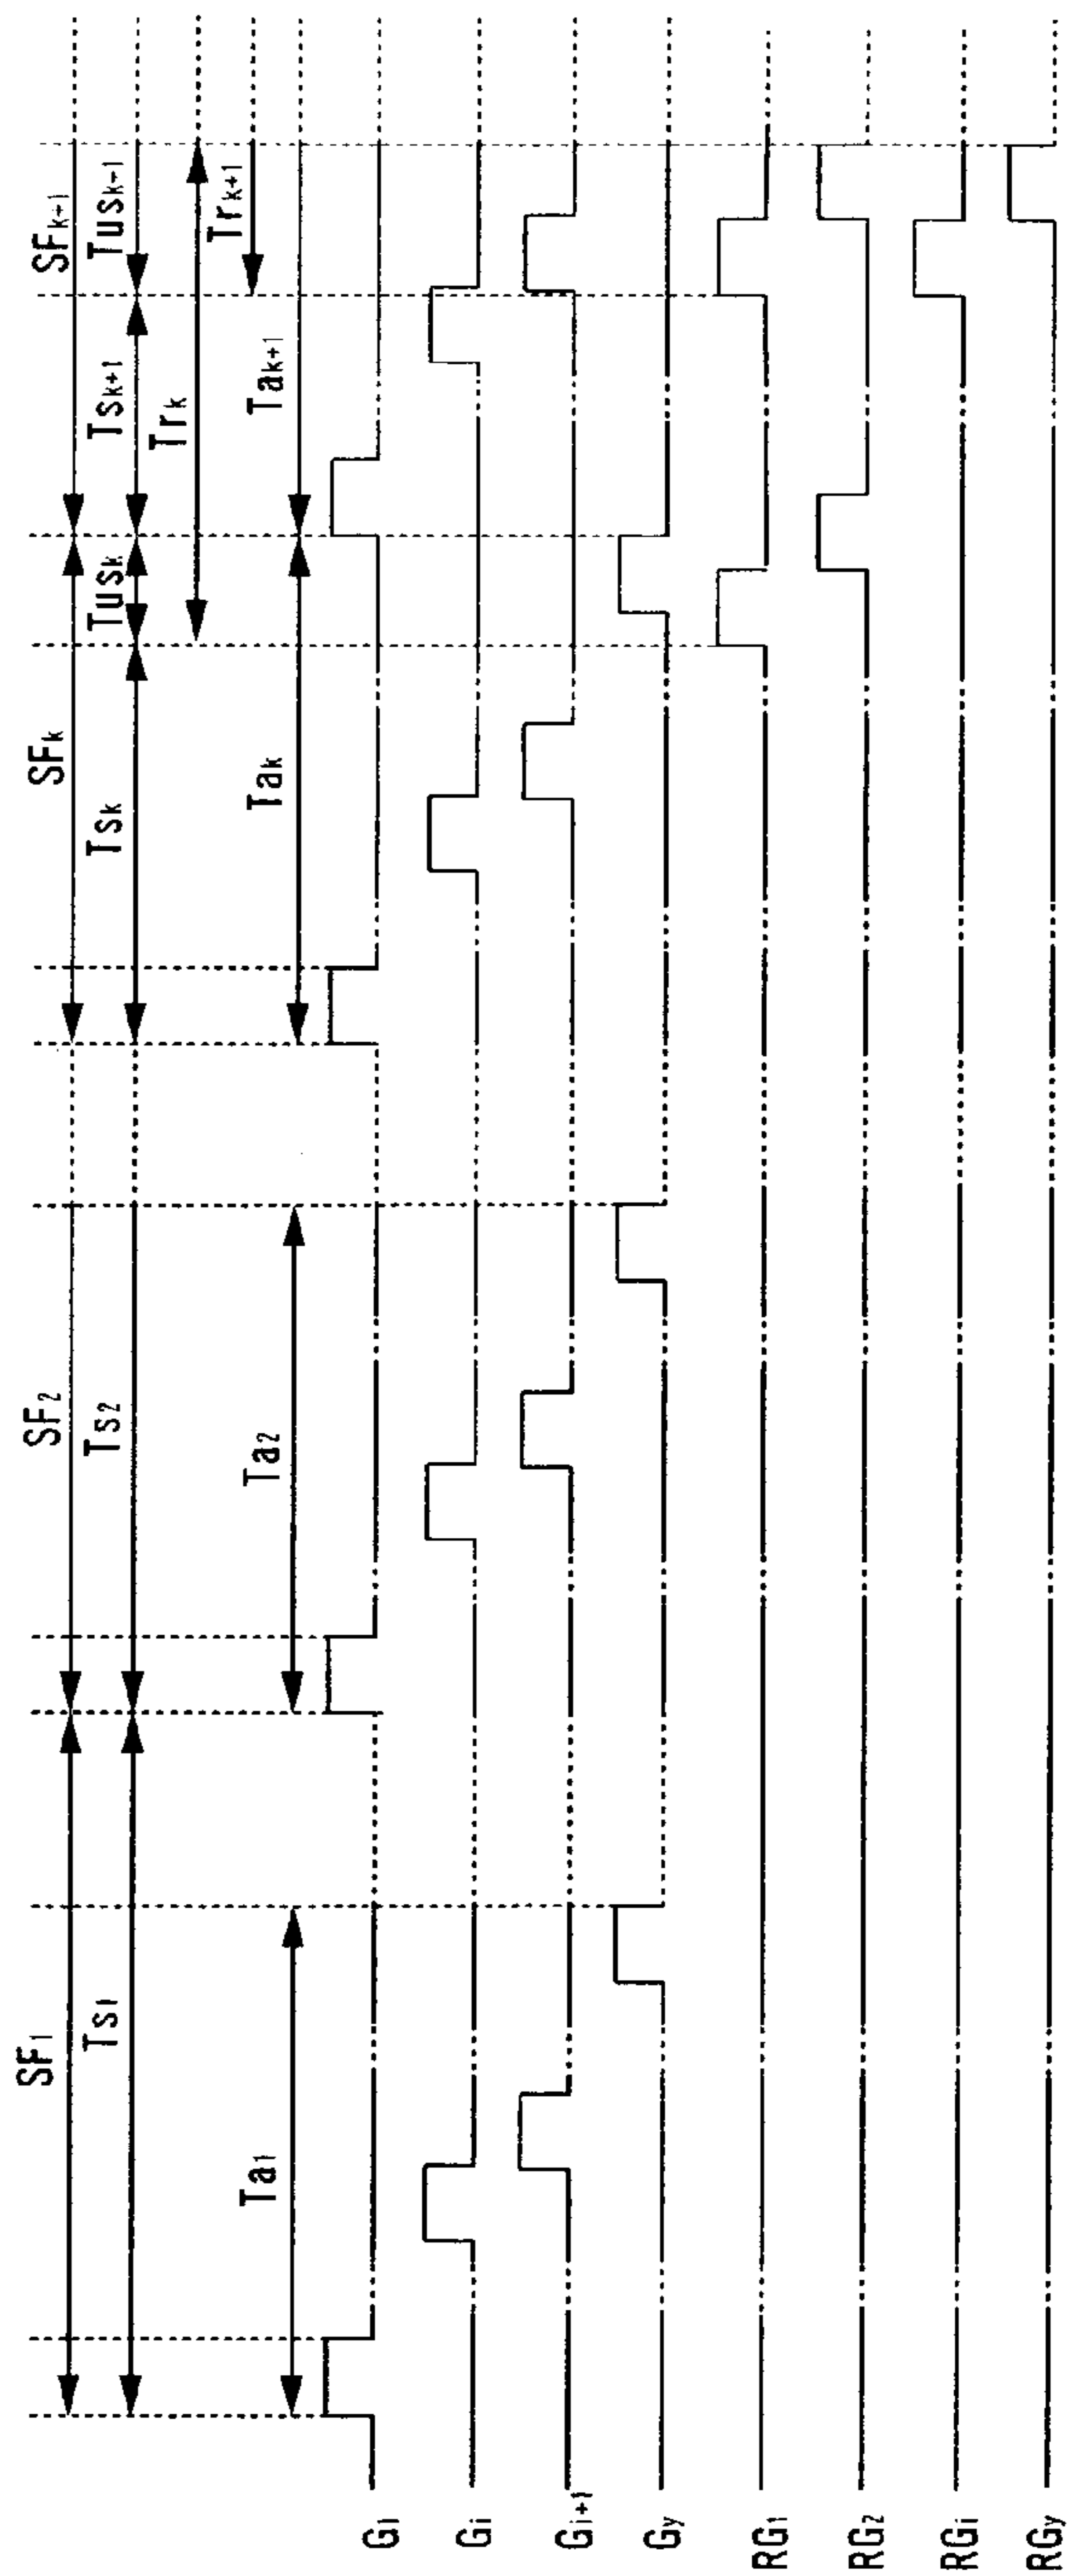 SF₁ SF₂ SFₖ SFₖ₊₁
Ts₁ Ts₂ Tsₖ Tusₖ Tsₖ₊₁ Tusₖ₋₁
Trₖ
Trₖ₊₁
Ta₁ Ta₂ Taₖ Taₖ₊₁
G₁
Gᵢ
Gᵢ₊₁
Gy
RG₁
RG₂
RGᵢ
RGy